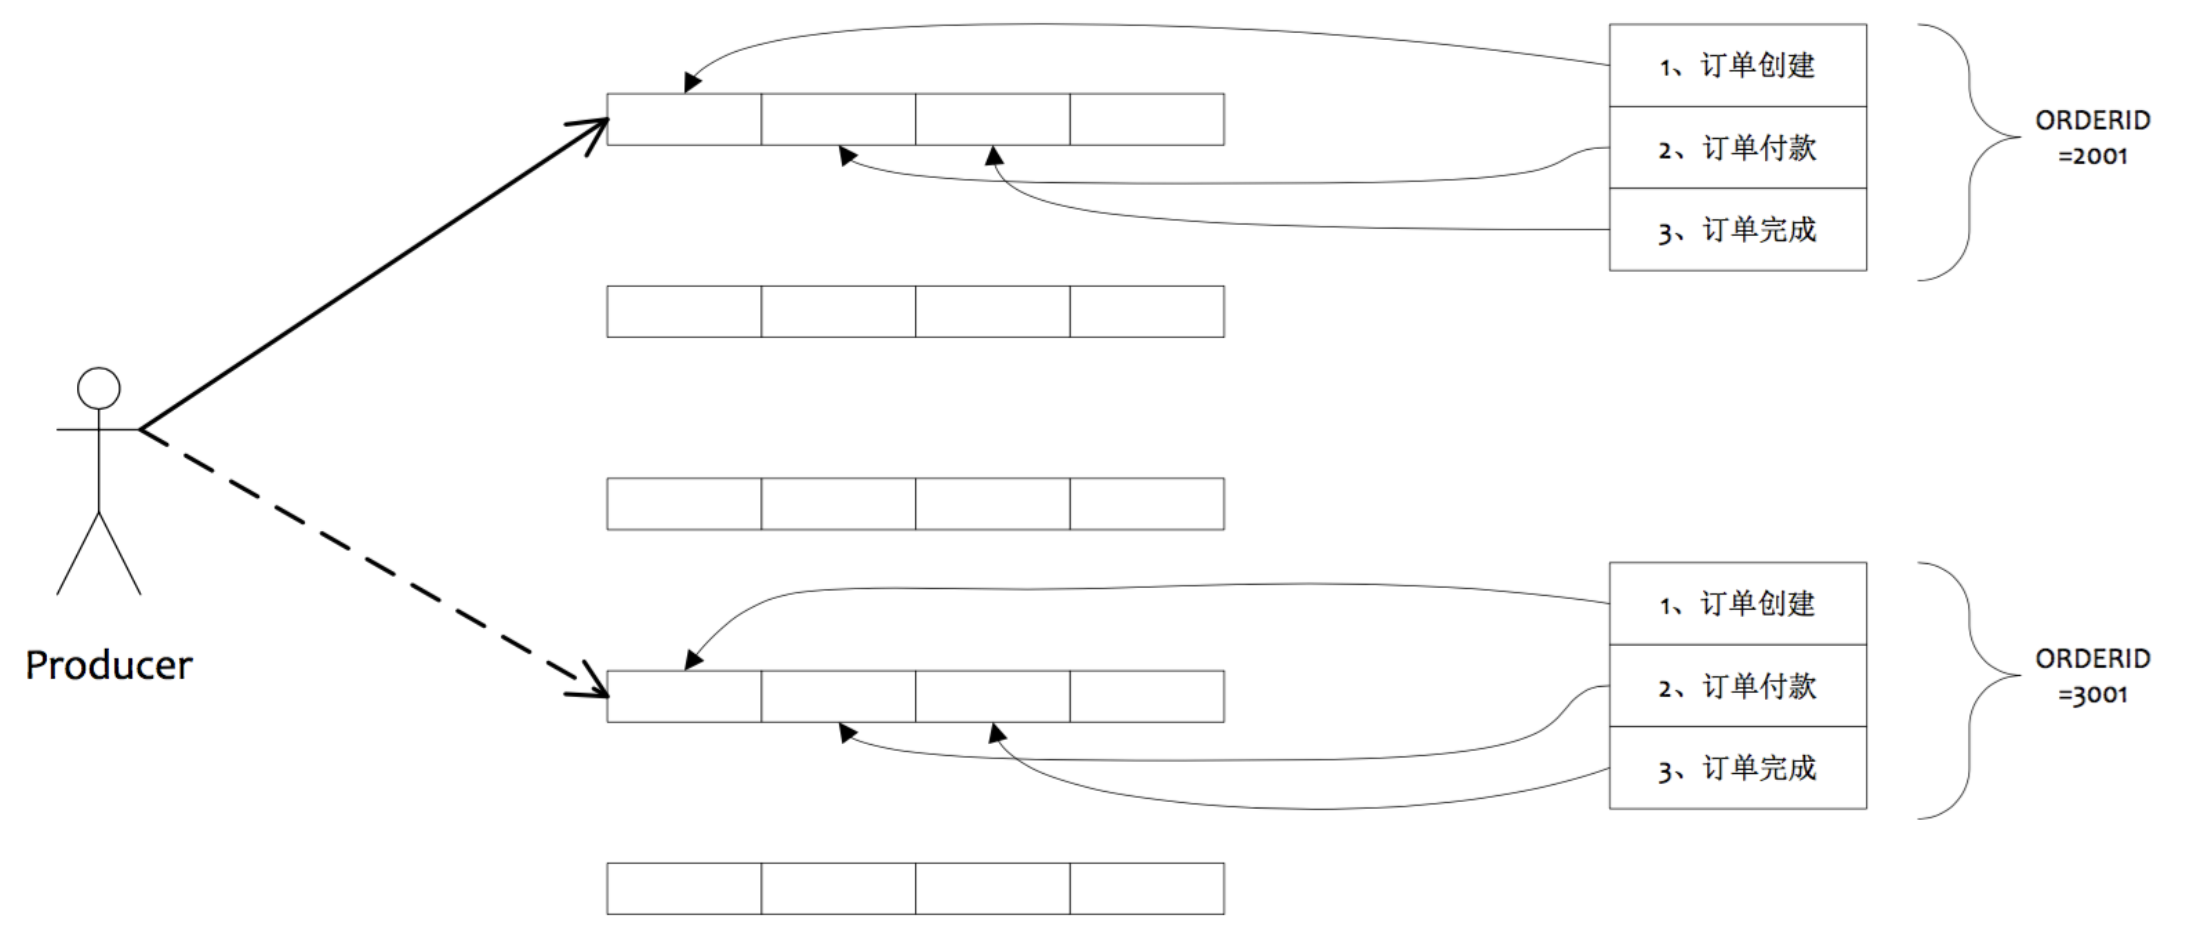 1、订单创建
2、订单付款
3、订单完成
ORDERID
=2001
Producer
1、订单创建
2、订单付款
3、订单完成
ORDERID
=3001